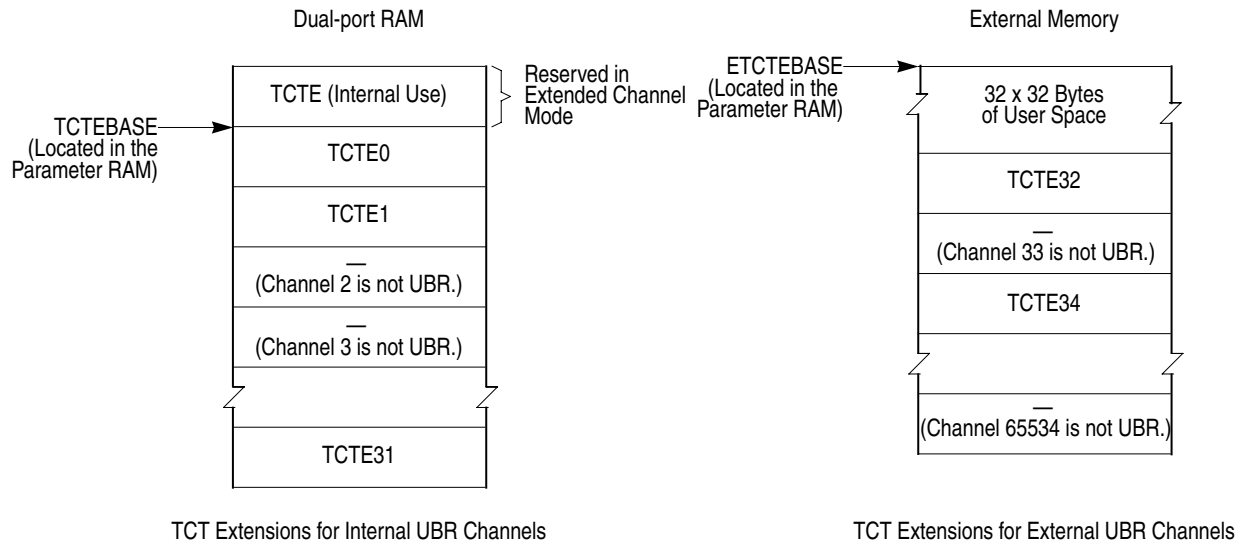 Dual-port RAM
TCTE (Internal Use)
Reserved in
Extended Channel
Mode
TCTEBASE
(Located in the
Parameter RAM)
TCTE0
TCTE1
—
(Channel 2 is not UBR.)
—
(Channel 3 is not UBR.)
TCTE31
TCT Extensions for Internal UBR Channels
External Memory
ETCTEBASE
(Located in the
Parameter RAM)
32 x 32 Bytes
of User Space
TCTE32
—
(Channel 33 is not UBR.)
TCTE34
—
(Channel 65534 is not UBR.)
TCT Extensions for External UBR Channels